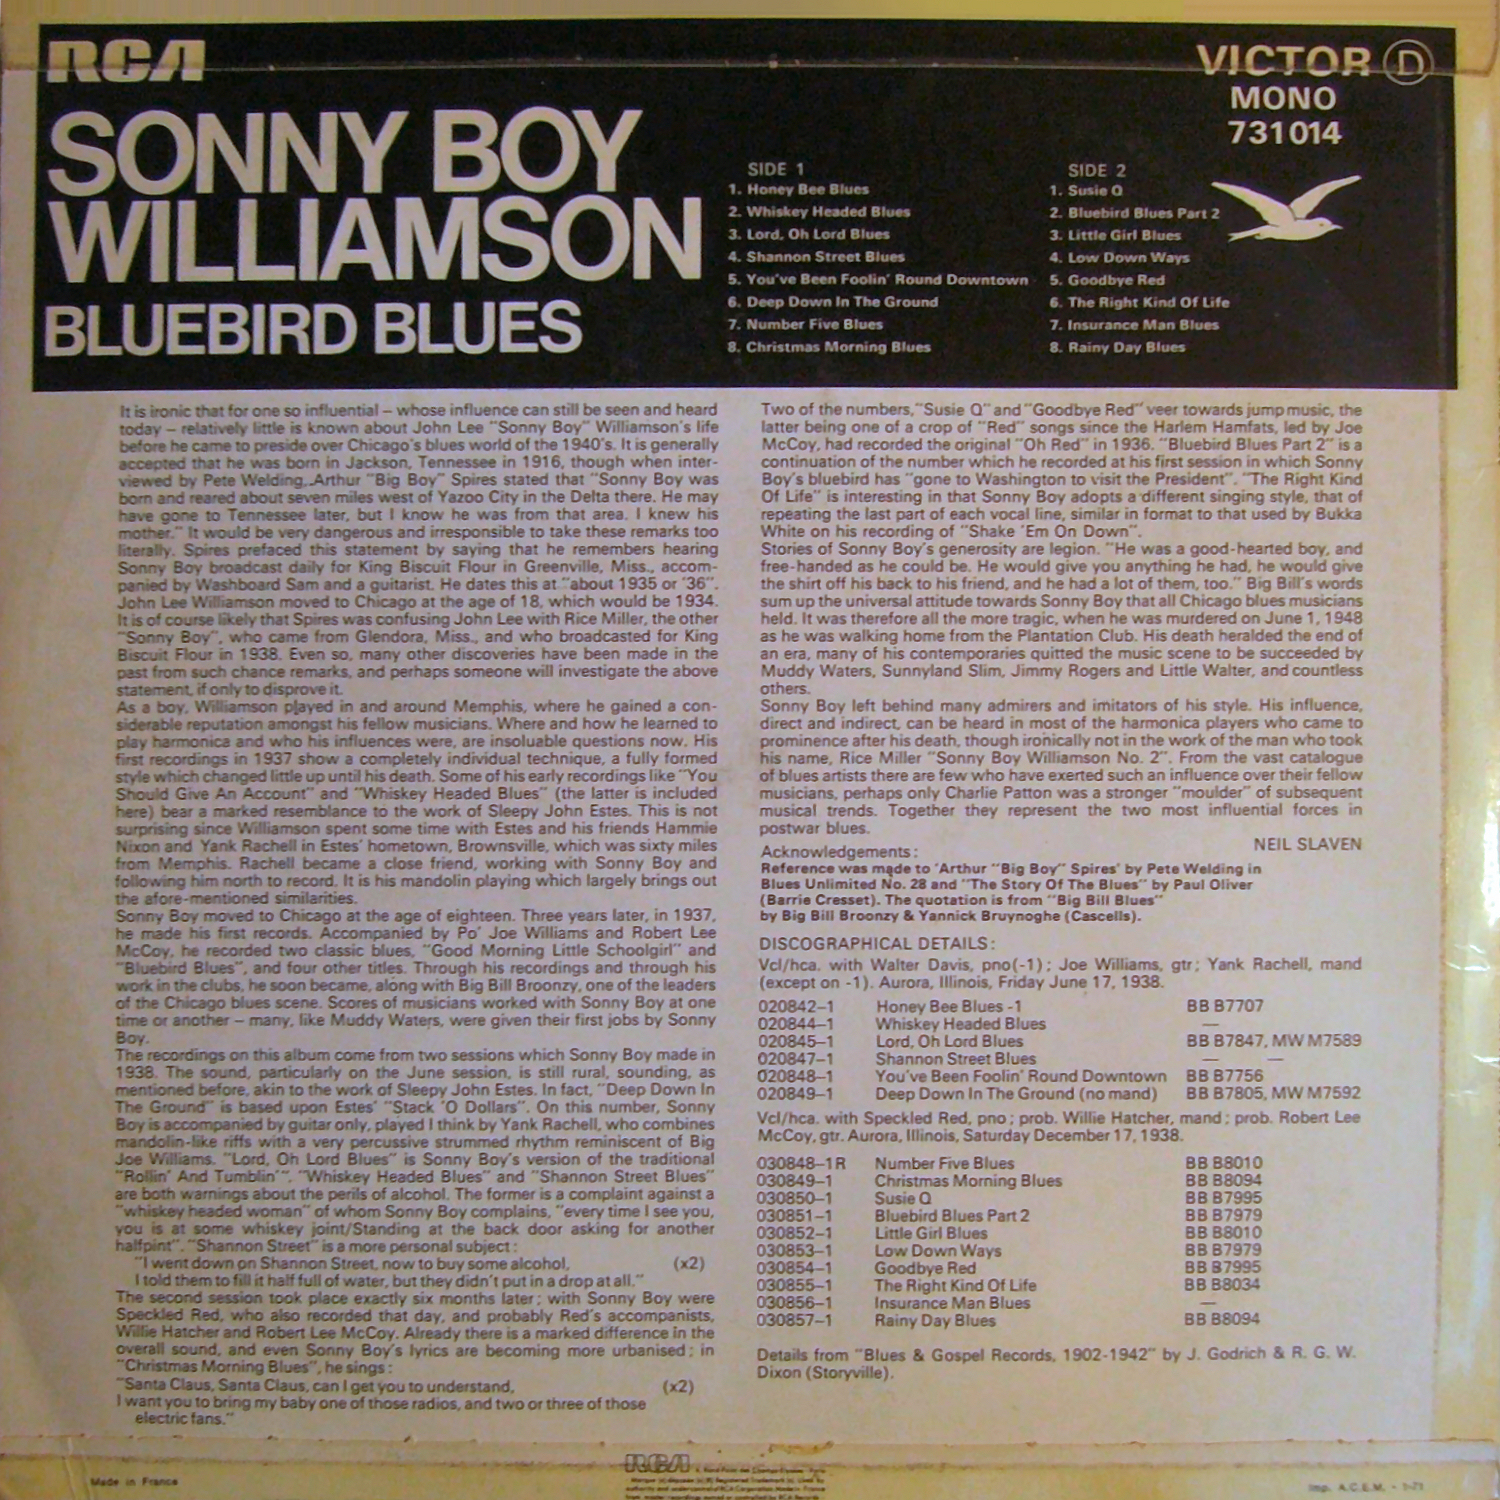 RCA
VICTOR D
MONO
731014
SONNY BOY
WILLIAMSON
BLUEBIRD BLUES
SIDE 1
1. Honey Bee Blues
2. Whiskey Headed Blues
3. Lord, Oh Lord Blues
4. Shannon Street Blues
5. You've Been Foolin' Round Downtown
6. Deep Down In The Ground
7. Number Five Blues
8. Christmas Morning Blues
SIDE 2
1. Susie Q
2. Bluebird Blues Part 2
3. Little Girl Blues
4. Low Down Ways
5. Goodbye Red
6. The Right Kind Of Life
7. Insurance Man Blues
8. Rainy Day Blues
It is ironic that for one so influential – whose influence can still be seen and heard
today – relatively little is known about John Lee "Sonny Boy" Williamson's life
before he came to preside over Chicago's blues world of the 1940's. It is generally
accepted that he was born in Jackson, Tennessee in 1916, though when inter-
viewed by Pete Welding, Arthur "Big Boy" Spires stated that "Sonny Boy was
born and reared about seven miles west of Yazoo City in the Delta there. He may
have gone to Tennessee later, but I know he was from that area. I knew his
mother." It would be very dangerous and irresponsible to take these remarks too
literally. Spires prefaced this statement by saying that he remembers hearing
Sonny Boy broadcast daily for King Biscuit Flour in Greenville, Miss., accom-
panied by Washboard Sam and a guitarist. He dates this at "about 1935 or '36".
John Lee Williamson moved to Chicago at the age of 18, which would be 1934.
It is of course likely that Spires was confusing John Lee with Rice Miller, the other
"Sonny Boy", who came from Glendora, Miss., and who broadcasted for King
Biscuit Flour in 1938. Even so, many other discoveries have been made in the
past from such chance remarks, and perhaps someone will investigate the above
statement, if only to disprove it.
As a boy, Williamson played in and around Memphis, where he gained a con-
siderable reputation amongst his fellow musicians. Where and how he learned to
play harmonica and who his influences were, are insoluable questions now. His
first recordings in 1937 show a completely individual technique, a fully formed
style which changed little up until his death. Some of his early recordings like "You
Should Give An Account" and "Whiskey Headed Blues" (the latter is included
here) bear a marked resemblance to the work of Sleepy John Estes. This is not
surprising since Williamson spent some time with Estes and his friends Hammie
Nixon and Yank Rachell in Estes' hometown, Brownsville, which was sixty miles
from Memphis. Rachell became a close friend, working with Sonny Boy and
following him north to record. It is his mandolin playing which largely brings out
the afore-mentioned similarities.
Sonny Boy moved to Chicago at the age of eighteen. Three years later, in 1937,
he made his first records. Accompanied by Po' Joe Williams and Robert Lee
McCoy, he recorded two classic blues, "Good Morning Little Schoolgirl" and
"Bluebird Blues", and four other titles. Through his recordings and through his
work in the clubs, he soon became, along with Big Bill Broonzy, one of the leaders
of the Chicago blues scene. Scores of musicians worked with Sonny Boy at one
time or another – many, like Muddy Waters, were given their first jobs by Sonny
Boy.
The recordings on this album come from two sessions which Sonny Boy made in
1938. The sound, particularly on the June session, is still rural, sounding, as
mentioned before, akin to the work of Sleepy John Estes. In fact, "Deep Down In
The Ground" is based upon Estes' "Stack 'O Dollars". On this number, Sonny
Boy is accompanied by guitar only, played I think by Yank Rachell, who combines
mandolin-like riffs with a very percussive strummed rhythm reminiscent of Big
Joe Williams. "Lord, Oh Lord Blues" is Sonny Boy's version of the traditional
"Rollin' And Tumblin'". "Whiskey Headed Blues" and "Shannon Street Blues"
are both warnings about the perils of alcohol. The former is a complaint against a
"whiskey headed woman" of whom Sonny Boy complains, "every time I see you,
you is at some whiskey joint/Standing at the back door asking for another
halfpint". "Shannon Street" is a more personal subject:
"I went down on Shannon Street, now to buy some alcohol, (x2)
I told them to fill it half full of water, but they didn't put in a drop at all."
The second session took place exactly six months later; with Sonny Boy were
Speckled Red, who also recorded that day, and probably Red's accompanists,
Willie Hatcher and Robert Lee McCoy. Already there is a marked difference in the
overall sound, and even Sonny Boy's lyrics are becoming more urbanised; in
"Christmas Morning Blues", he sings:
"Santa Claus, Santa Claus, can I get you to understand, (x2)
I want you to bring my baby one of those radios, and two or three of those
electric fans."
Two of the numbers, "Susie Q" and "Goodbye Red" veer towards jump music, the
latter being one of a crop of "Red" songs since the Harlem Hamfats, led by Joe
McCoy, had recorded the original "Oh Red" in 1936. "Bluebird Blues Part 2" is a
continuation of the number which he recorded at his first session in which Sonny
Boy's bluebird has "gone to Washington to visit the President". "The Right Kind
Of Life" is interesting in that Sonny Boy adopts a different singing style, that of
repeating the last part of each vocal line, similar in format to that used by Bukka
White on his recording of "Shake 'Em On Down".
Stories of Sonny Boy's generosity are legion. "He was a good-hearted boy, and
free-handed as he could be. He would give you anything he had, he would give
the shirt off his back to his friend, and he had a lot of them, too." Big Bill's words
sum up the universal attitude towards Sonny Boy that all Chicago blues musicians
held. It was therefore all the more tragic, when he was murdered on June 1, 1948
as he was walking home from the Plantation Club. His death heralded the end of
an era, many of his contemporaries quitted the music scene to be succeeded by
Muddy Waters, Sunnyland Slim, Jimmy Rogers and Little Walter, and countless
others.
Sonny Boy left behind many admirers and imitators of his style. His influence,
direct and indirect, can be heard in most of the harmonica players who came to
prominence after his death, though ironically not in the work of the man who took
his name, Rice Miller "Sonny Boy Williamson No. 2". From the vast catalogue
of blues artists there are few who have exerted such an influence over their fellow
musicians, perhaps only Charlie Patton was a stronger "moulder" of subsequent
musical trends. Together they represent the two most influential forces in
postwar blues.
NEIL SLAVEN
Acknowledgements:
Reference was made to 'Arthur "Big Boy" Spires' by Pete Welding in
Blues Unlimited No. 28 and "The Story Of The Blues" by Paul Oliver
(Barrie Cresset). The quotation is from "Big Bill Blues"
by Big Bill Broonzy & Yannick Bruynoghe (Cascells).
DISCOGRAPHICAL DETAILS:
Vcl/hca. with Walter Davis, pno(-1); Joe Williams, gtr; Yank Rachell, mand
(except on -1). Aurora, Illinois, Friday June 17, 1938.
020842–1 Honey Bee Blues -1 BB B7707
020844–1 Whiskey Headed Blues —
020845–1 Lord, Oh Lord Blues BB B7847, MW M7589
020847–1 Shannon Street Blues — —
020848–1 You've Been Foolin' Round Downtown BB B7756
020849–1 Deep Down In The Ground (no mand) BB B7805, MW M7592
Vcl/hca. with Speckled Red, pno; prob. Willie Hatcher, mand; prob. Robert Lee
McCoy, gtr. Aurora, Illinois, Saturday December 17, 1938.
030848–1R Number Five Blues BB B8010
030849–1 Christmas Morning Blues BB B8094
030850–1 Susie Q BB B7995
030851–1 Bluebird Blues Part 2 BB B7979
030852–1 Little Girl Blues BB B8010
030853–1 Low Down Ways BB B7979
030854–1 Goodbye Red BB B7995
030855–1 The Right Kind Of Life BB B8034
030856–1 Insurance Man Blues —
030857–1 Rainy Day Blues BB B8094
Details from "Blues & Gospel Records, 1902-1942" by J. Godrich & R. G. W.
Dixon (Storyville).
Made in France
RCA
Imp. A.C.E.M. - 1-71